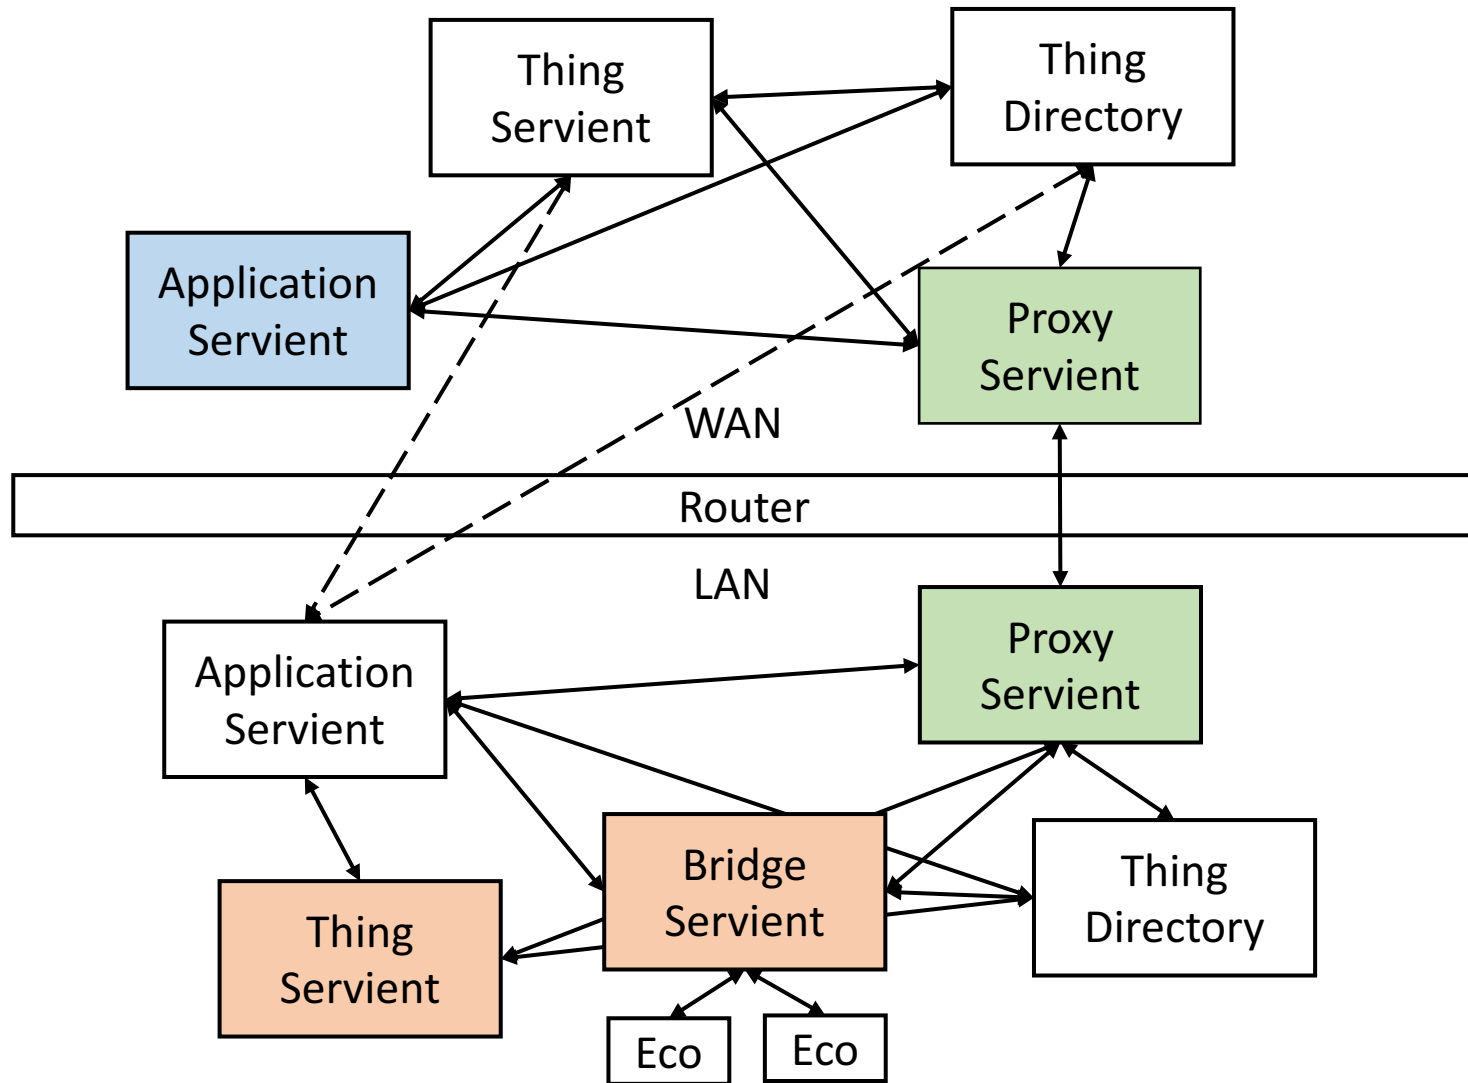 Thing
Servient
Thing
Directory
Application
Servient
Proxy
Servient
WAN
Router
LAN
Proxy
Servient
Application
Servient
Bridge
Servient
Thing
Directory
Thing
Servient
Eco
Eco